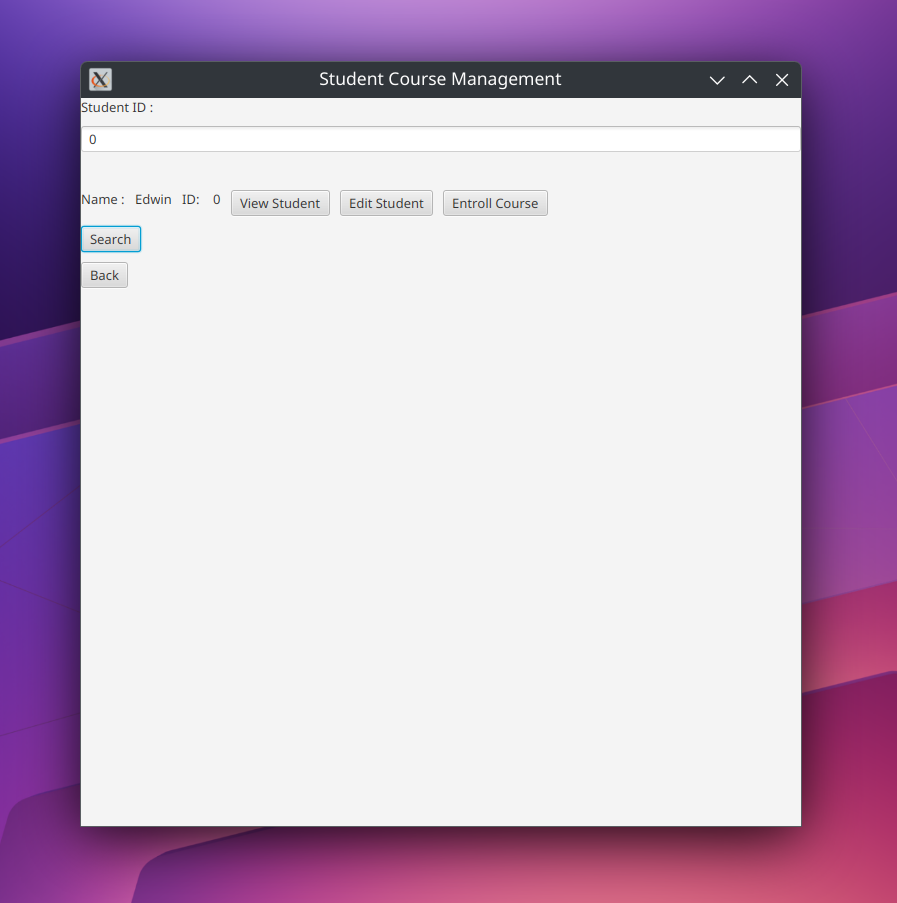 Student Course Management
Student ID :
0
Name : Edwin ID: 0 View Student Edit Student Entroll Course
Search
Back